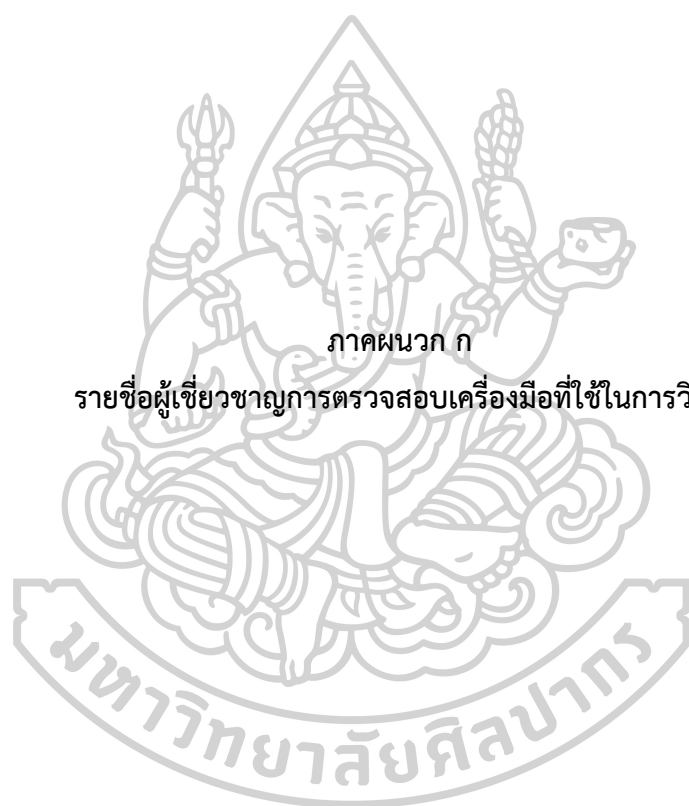 ภาคผนวก ก
รายชื่อผู้เชี่ยวชาญการตรวจสอบเครื่องมือที่ใช้ในการวิ
มหาวิทยาลัยศิลปากร